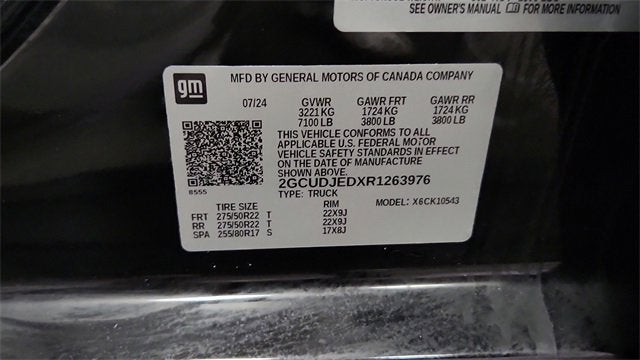 SEE OWNER'S MANUAL FOR MORE INFORMATION
gm
MFD BY GENERAL MOTORS OF CANADA COMPANY
07/24 GVWR GAWR FRT GAWR RR
3221 KG 1724 KG 1724 KG
7100 LB 3800 LB 3800 LB
THIS VEHICLE CONFORMS TO ALL
APPLICABLE U.S. FEDERAL MOTOR
VEHICLE SAFETY STANDARDS IN EFFECT
ON THE DATE OF MANUFACTURE
SHOWN ABOVE.
2GCUDJEDXR1263976
8555 TYPE: TRUCK MODEL: X6CK10543
TIRE SIZE RIM
FRT 275/50R22 T 22X9J
RR 275/50R22 T 22X9J
SPA 255/80R17 S 17X8J